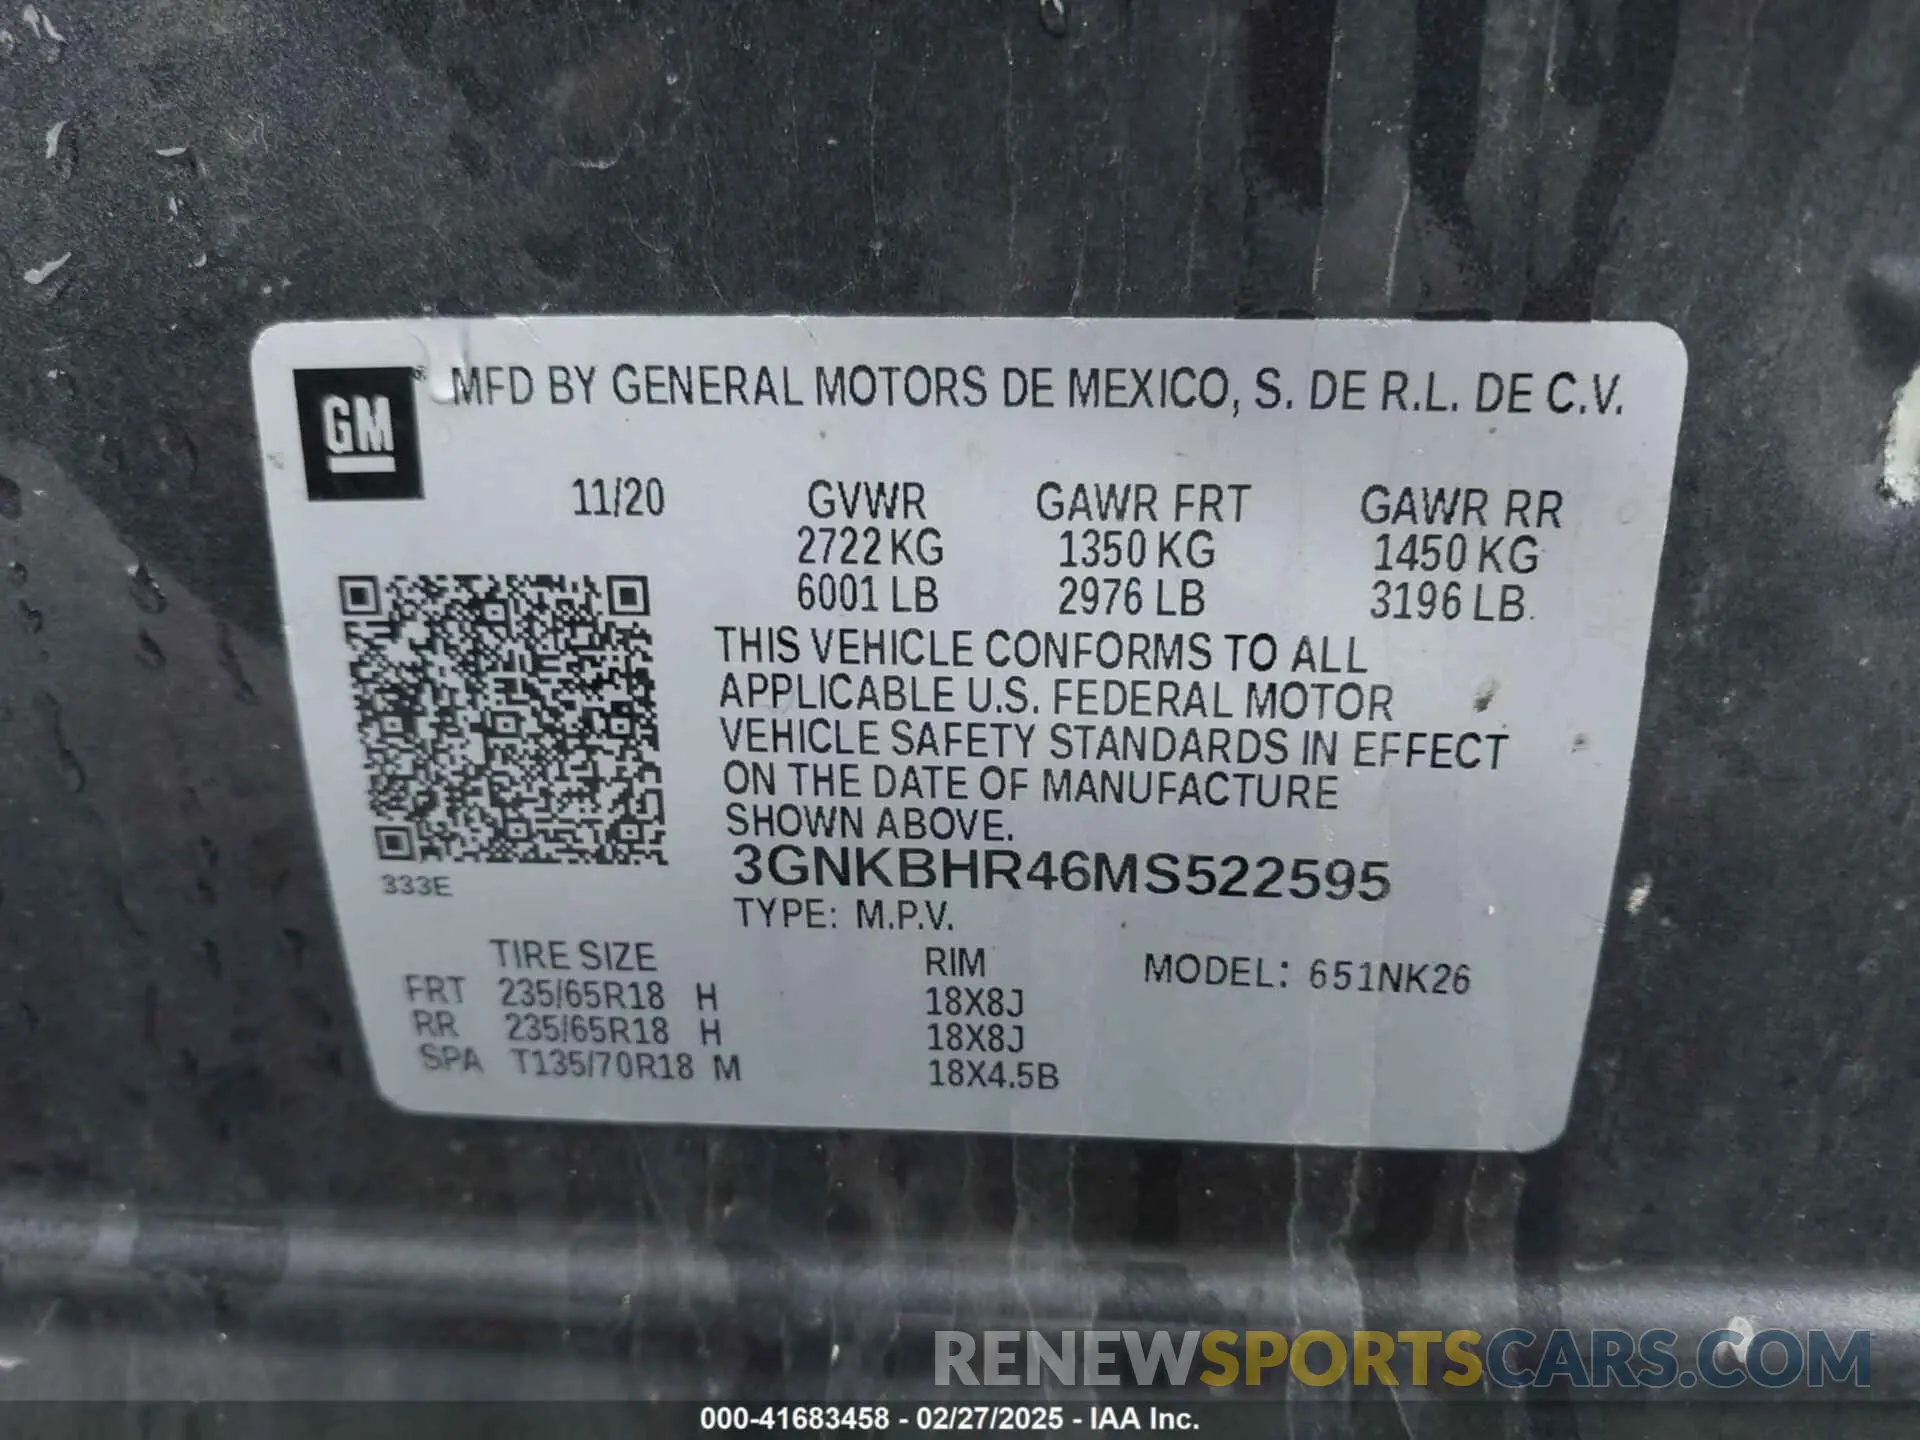 GM ® MFD BY GENERAL MOTORS DE MEXICO, S. DE R.L. DE C.V.
11/20 GVWR GAWR FRT GAWR RR
2722 KG 1350 KG 1450 KG
6001 LB 2976 LB 3196 LB
THIS VEHICLE CONFORMS TO ALL
APPLICABLE U.S. FEDERAL MOTOR
VEHICLE SAFETY STANDARDS IN EFFECT
ON THE DATE OF MANUFACTURE
SHOWN ABOVE.
333E 3GNKBHR46MS522595
TYPE: M.P.V.
TIRE SIZE RIM MODEL: 651NK26
FRT 235/65R18 H 18X8J
RR 235/65R18 H 18X8J
SPA T135/70R18 M 18X4.5B
RENEWSPORTSCARS.COM
000-41683458 - 02/27/2025 - IAA Inc.